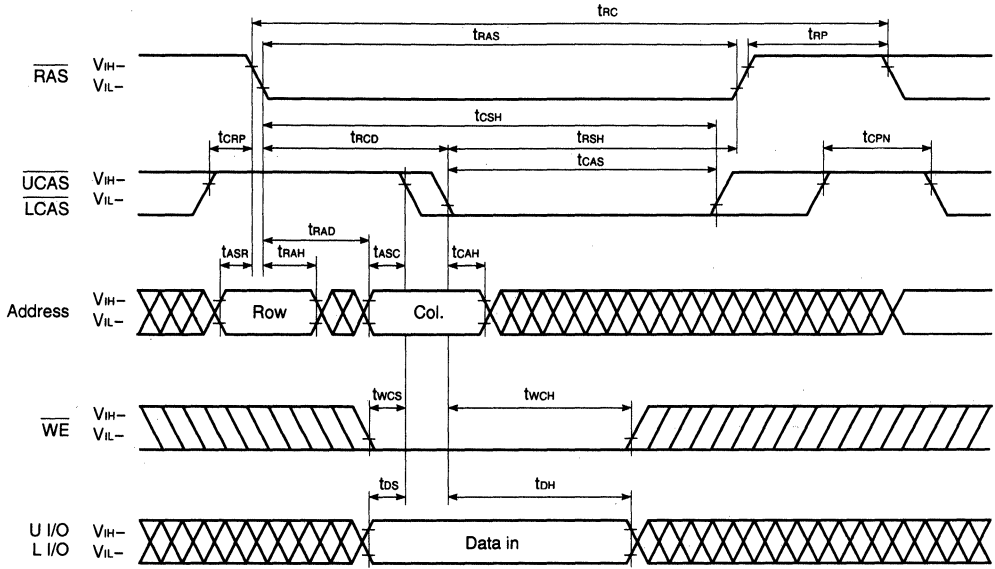 tRC
tRAS
tRP
RAS
VIH–
VIL–
tCSH
tCRP
tRCD
tRSH
tCPN
tCAS
UCAS
LCAS
VIH–
VIL–
tRAD
tASR
tRAH
tASC
tCAH
Address
VIH–
VIL–
Row
Col.
tWCS
tWCH
WE
VIH–
VIL–
tDS
tDH
U I/O
L I/O
VIH–
VIL–
Data in